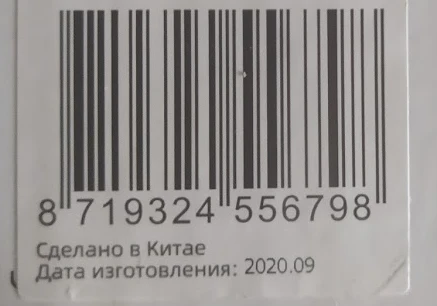 8 719324 556798
Сделано в Китае
Дата изготовления: 2020.09